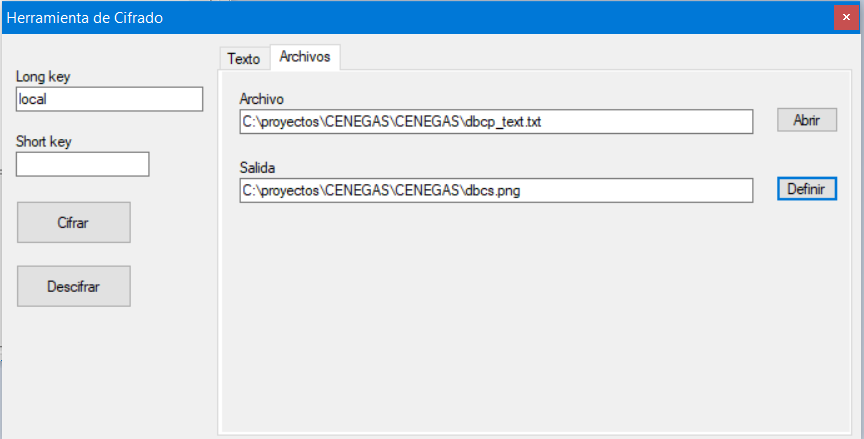 Herramienta de Cifrado
Long key
local
Short key
Cifrar
Descifrar
Texto
Archivos
Archivo
C:\proyectos\CENEGAS\CENEGAS\dbcp_text.txt
Abrir
Salida
C:\proyectos\CENEGAS\CENEGAS\dbcs.png
Definir